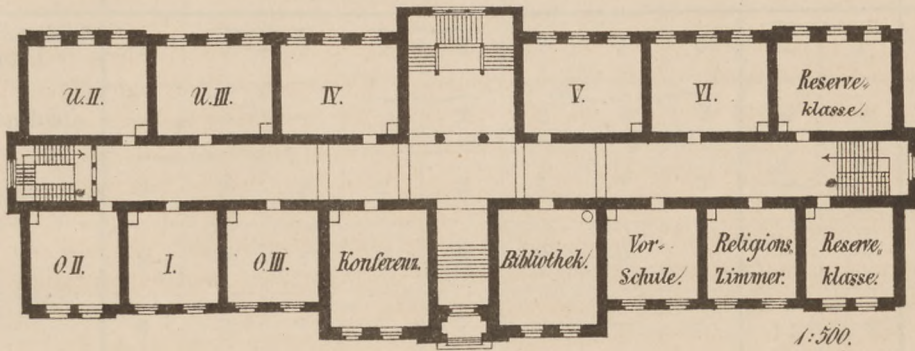 U.II.
U.III.
IV.
V.
VI.
Reserve-
klasse.
O.II.
I.
O.III.
Konferenz.
Bibliothek.
Vor-
Schule.
Religions.
Zimmer.
Reserve-
klasse.
1:500.